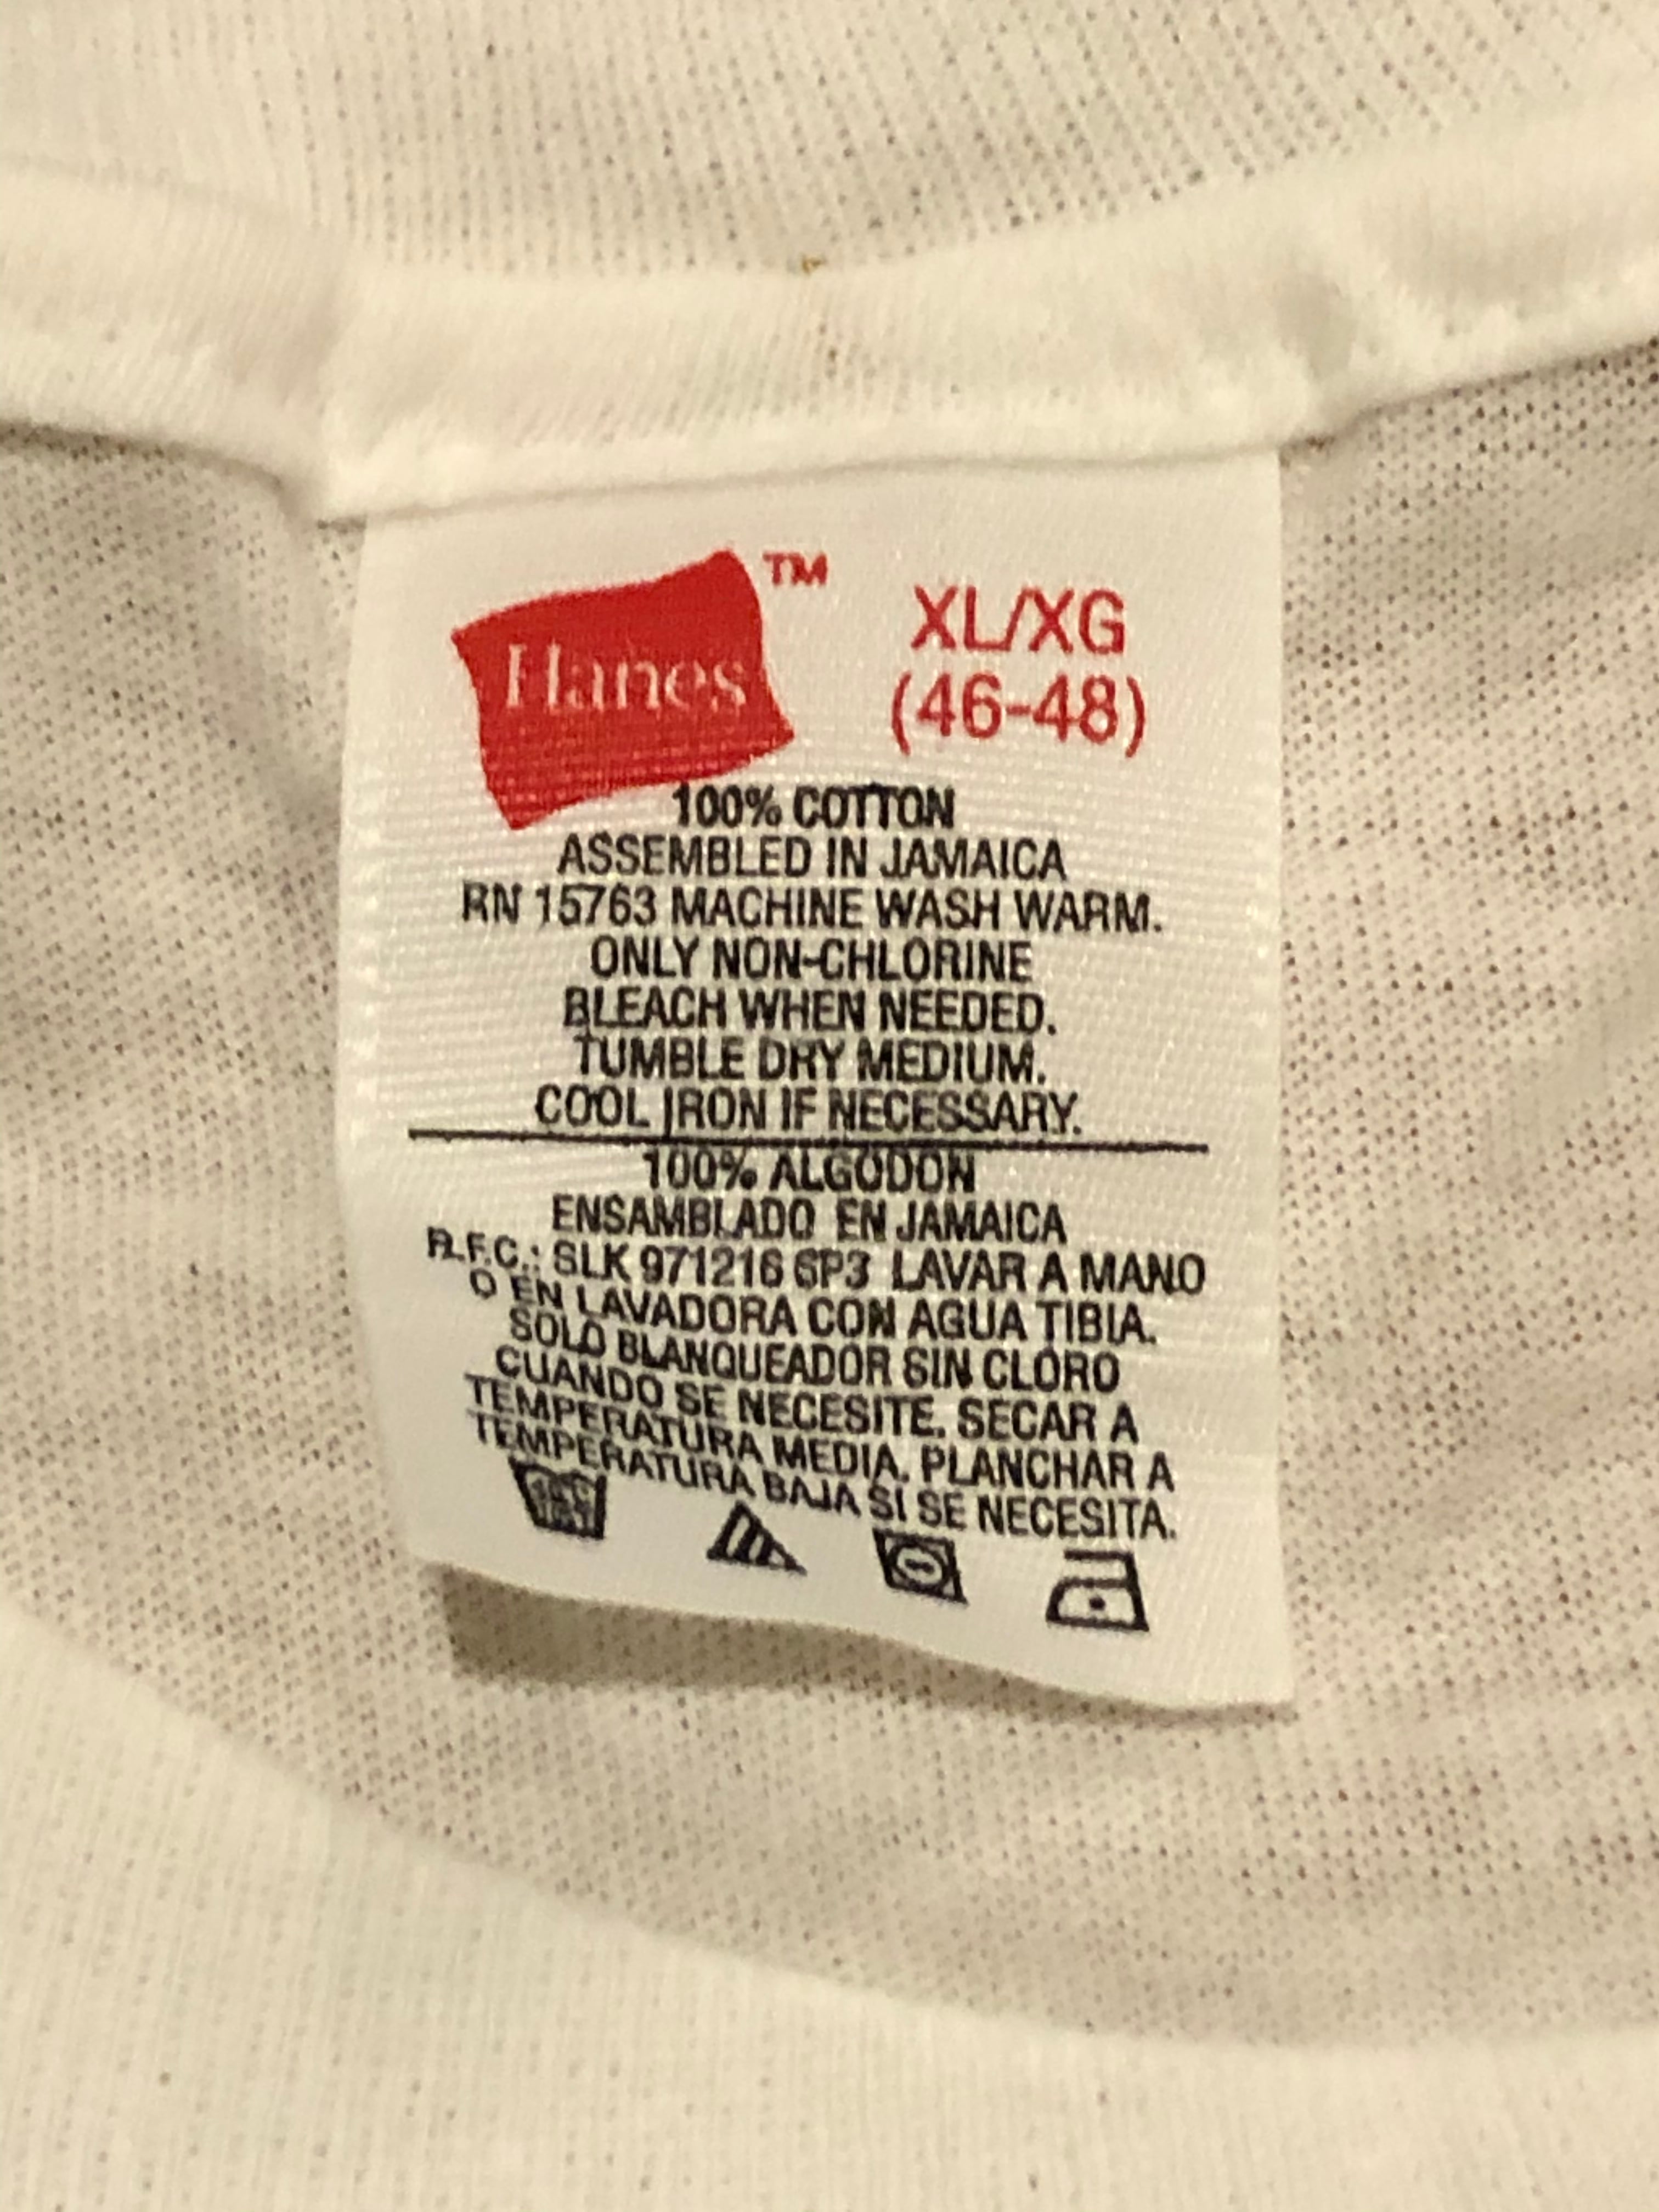 Hanes™
XL/XG
(46-48)
100% COTTON
ASSEMBLED IN JAMAICA
RN 15763 MACHINE WASH WARM.
ONLY NON-CHLORINE
BLEACH WHEN NEEDED.
TUMBLE DRY MEDIUM.
COOL IRON IF NECESSARY.
100% ALGODON
ENSAMBLADO EN JAMAICA
R.F.C.: SLK 971216 6P3 LAVAR A MANO
O EN LAVADORA CON AGUA TIBIA.
SOLO BLANQUEADOR SIN CLORO
CUANDO SE NECESITE. SECAR A
TEMPERATURA MEDIA. PLANCHAR A
TEMPERATURA BAJA SI SE NECESITA.